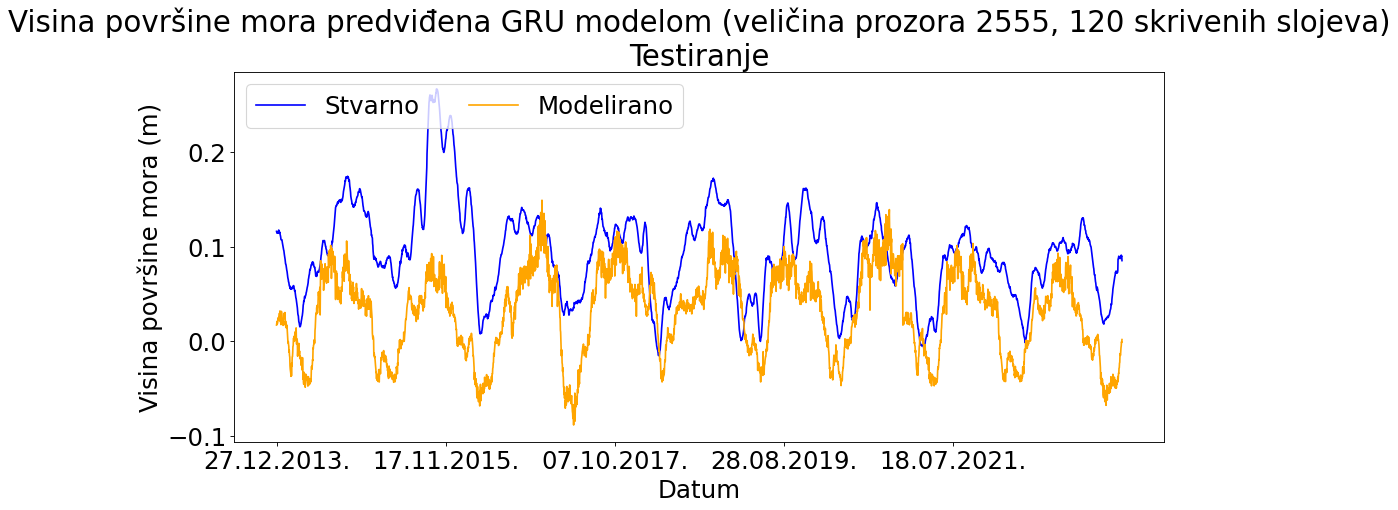 Visina površine mora predviđena GRU modelom (veličina prozora 2555, 120 skrivenih slojeva)
Testiranje
Stvarno Modelirano
Visina površine mora (m)
0.2
0.1
0.0
−0.1
27.12.2013. 17.11.2015. 07.10.2017. 28.08.2019. 18.07.2021.
Datum